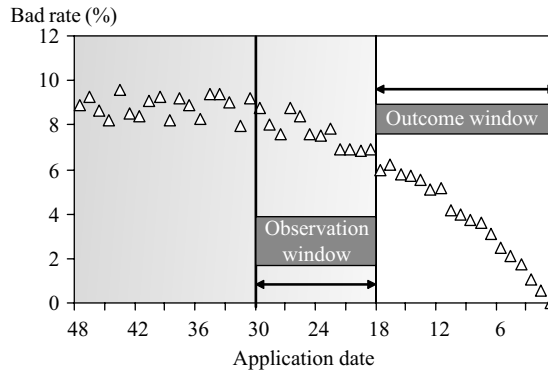 Bad rate (%)
12
10
8
6
4
2
0
Outcome window
Observation
window
48 42 36 30 24 18 12 6
Application date